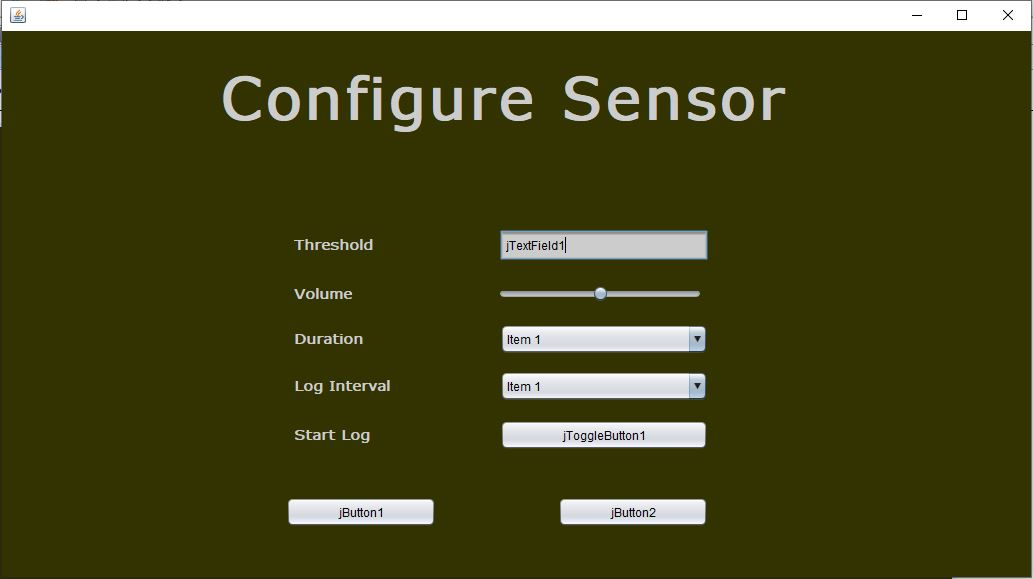 Configure Sensor
Threshold jTextField1
Volume
Duration Item 1
Log Interval Item 1
Start Log jToggleButton1
jButton1 jButton2